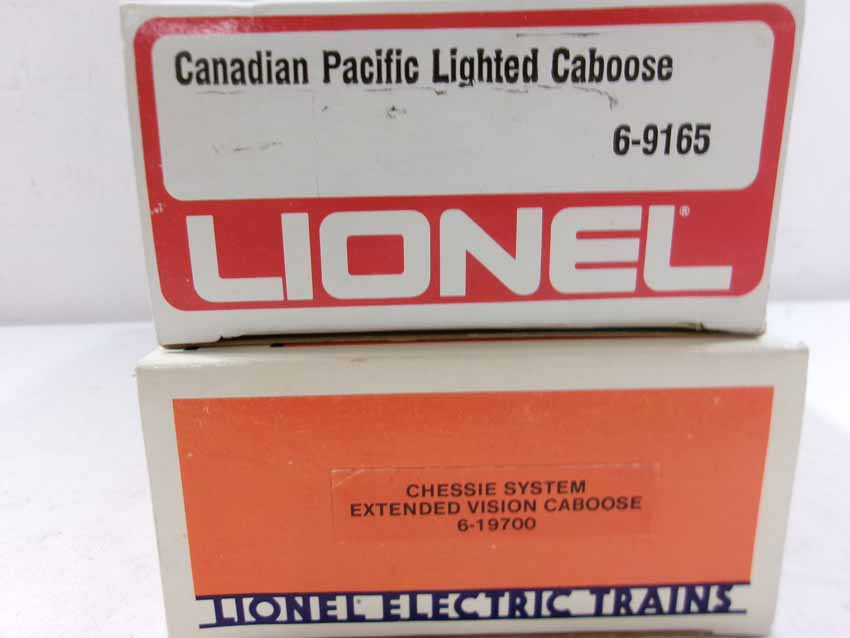 Canadian Pacific Lighted Caboose
6-9165
LIONEL®
CHESSIE SYSTEM
EXTENDED VISION CABOOSE
6-19700
LIONEL ELECTRIC TRAINS